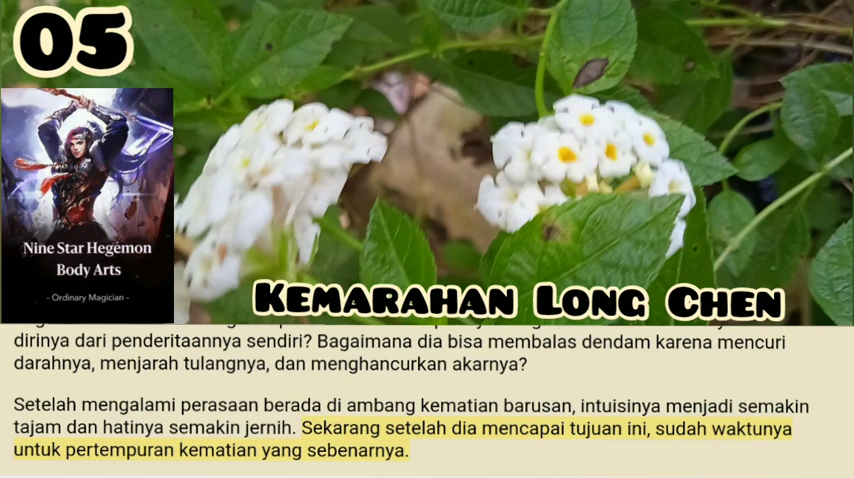 05
Nine Star Hegemon
Body Arts
- Ordinary Magician -
KEMARAHAN LONG CHEN
dirinya dari penderitaannya sendiri? Bagaimana dia bisa membalas dendam karena mencuri
darahnya, menjarah tulangnya, dan menghancurkan akarnya?
Setelah mengalami perasaan berada di ambang kematian barusan, intuisinya menjadi semakin
tajam dan hatinya semakin jernih. Sekarang setelah dia mencapai tujuan ini, sudah waktunya
untuk pertempuran kematian yang sebenarnya.